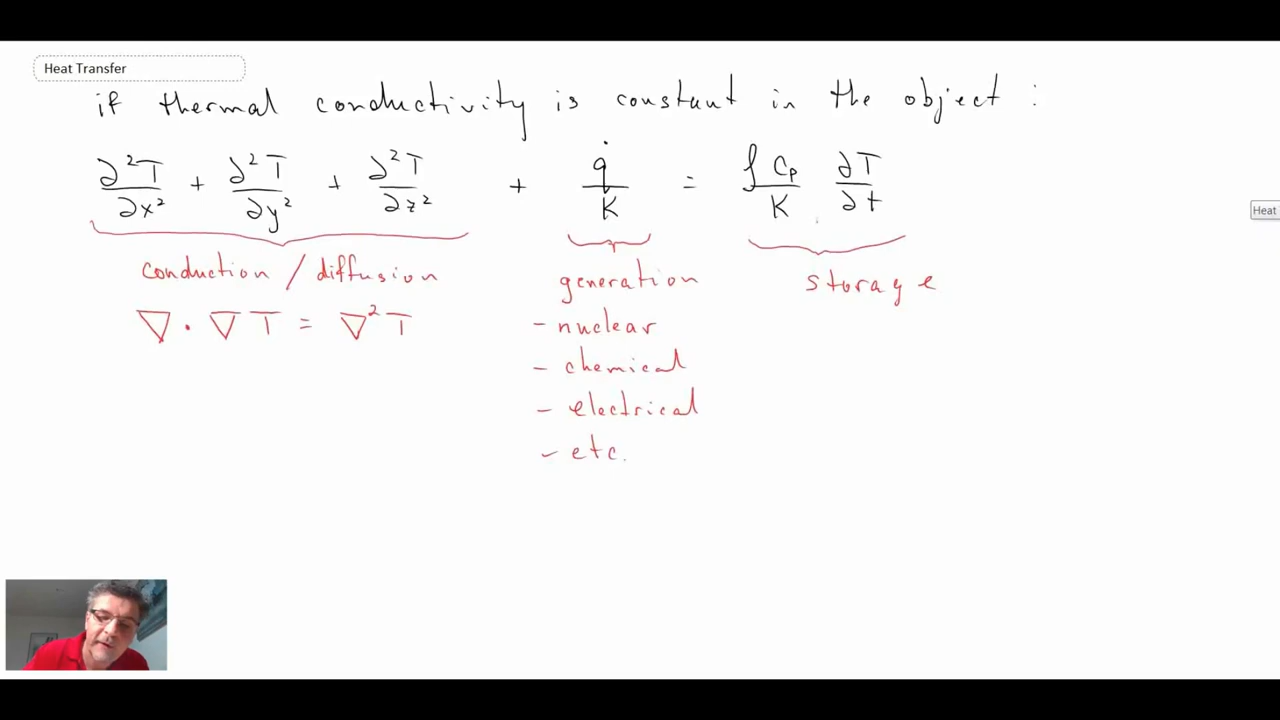 Heat Transfer
if thermal conductivity is constant in the object :
∂²T/∂x² + ∂²T/∂y² + ∂²T/∂z² + q̇/K = ρCp/K ∂T/∂t
Heat
conduction / diffusion generation storage
∇ · ∇T = ∇²T
- nuclear
- chemical
- electrical
- etc.